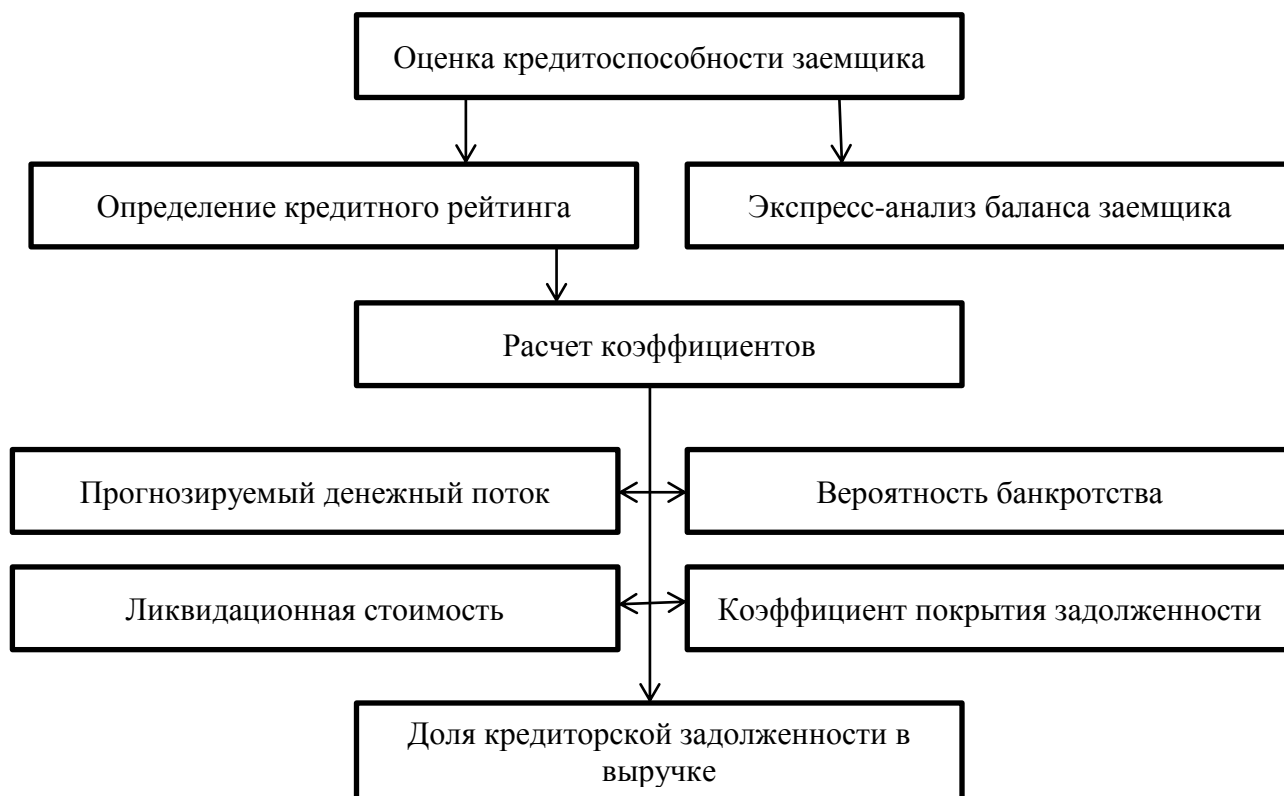 Оценка кредитоспособности заемщика
Определение кредитного рейтинга
Экспресс-анализ баланса заемщика
Расчет коэффициентов
Прогнозируемый денежный поток
Вероятность банкротства
Ликвидационная стоимость
Коэффициент покрытия задолженности
Доля кредиторской задолженности в
выручке